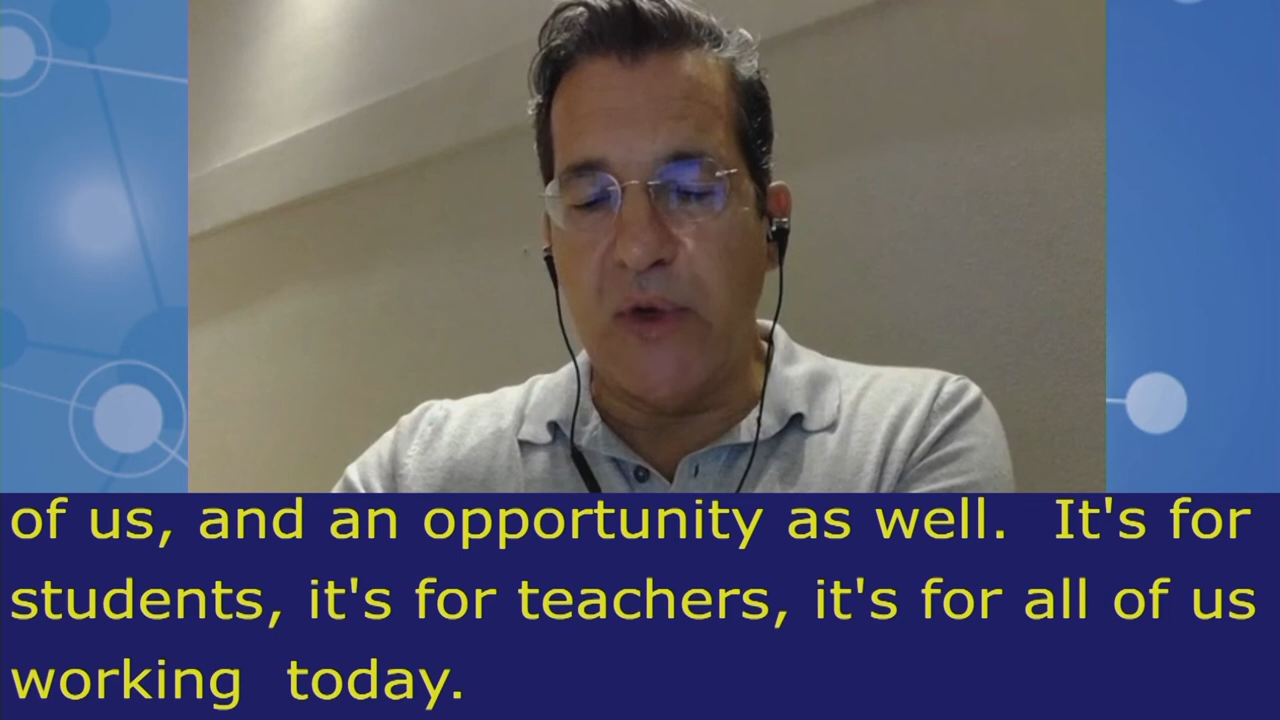 of us, and an opportunity as well.  It's for
students, it's for teachers, it's for all of us
working  today.